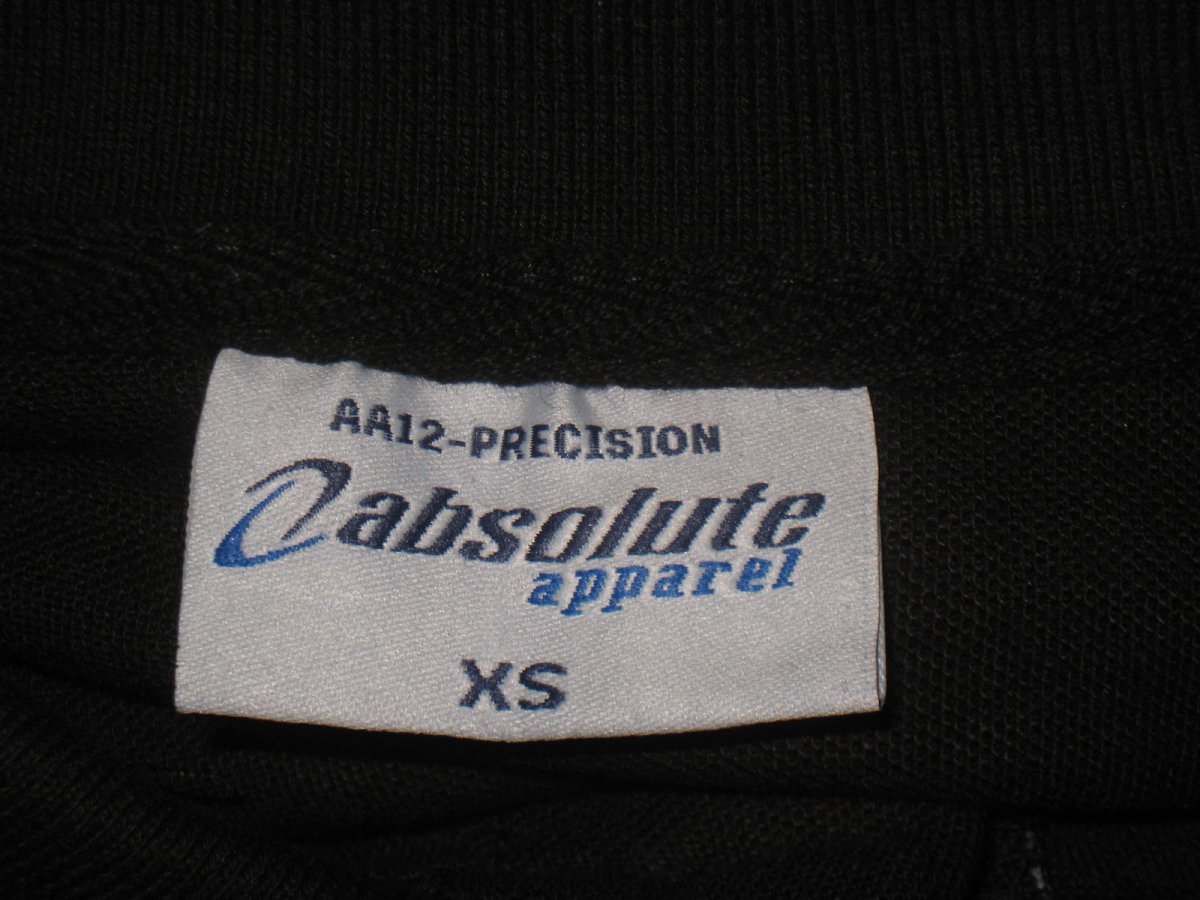 AA12-PRECISION
absolute
apparel
XS